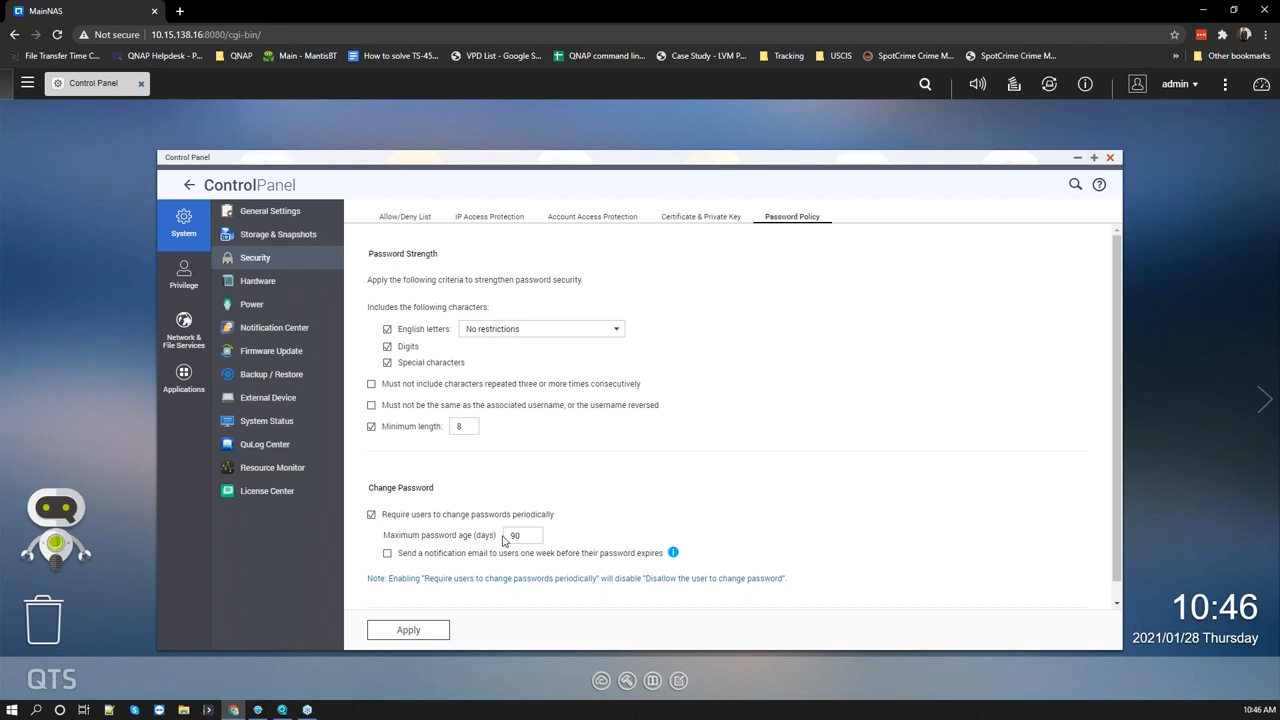 MainNAS
Not secure | 10.15.138.16:8080/cgi-bin/
File Transfer Time C...
QNAP Helpdesk - P...
Main – MantisBT
How to solve TS-45...
VPD List - Google S...
QNAP command lin...
Case Study - LVM P...
Tracking
USCIS
SpotCrime Crime M...
SpotCrime Crime M...
»
Other bookmarks
Control Panel
admin
Control Panel
ControlPanel
System
Privilege
Network &
File Services
Applications
General Settings
Storage & Snapshots
Security
Hardware
Power
Notification Center
Firmware Update
Backup / Restore
External Device
System Status
QuLog Center
Resource Monitor
License Center
Allow/Deny List
IP Access Protection
Account Access Protection
Certificate & Private Key
Password Policy
Password Strength
Apply the following criteria to strengthen password security.
Includes the following characters:
English letters: No restrictions
Digits
Special characters
Must not include characters repeated three or more times consecutively
Must not be the same as the associated username, or the username reversed
Minimum length: 8
Change Password
Require users to change passwords periodically
Maximum password age (days) 90
Send a notification email to users one week before their password expires
Note: Enabling "Require users to change passwords periodically" will disable "Disallow the user to change password".
Apply
10:46
2021/01/28 Thursday
QTS
10:46 AM